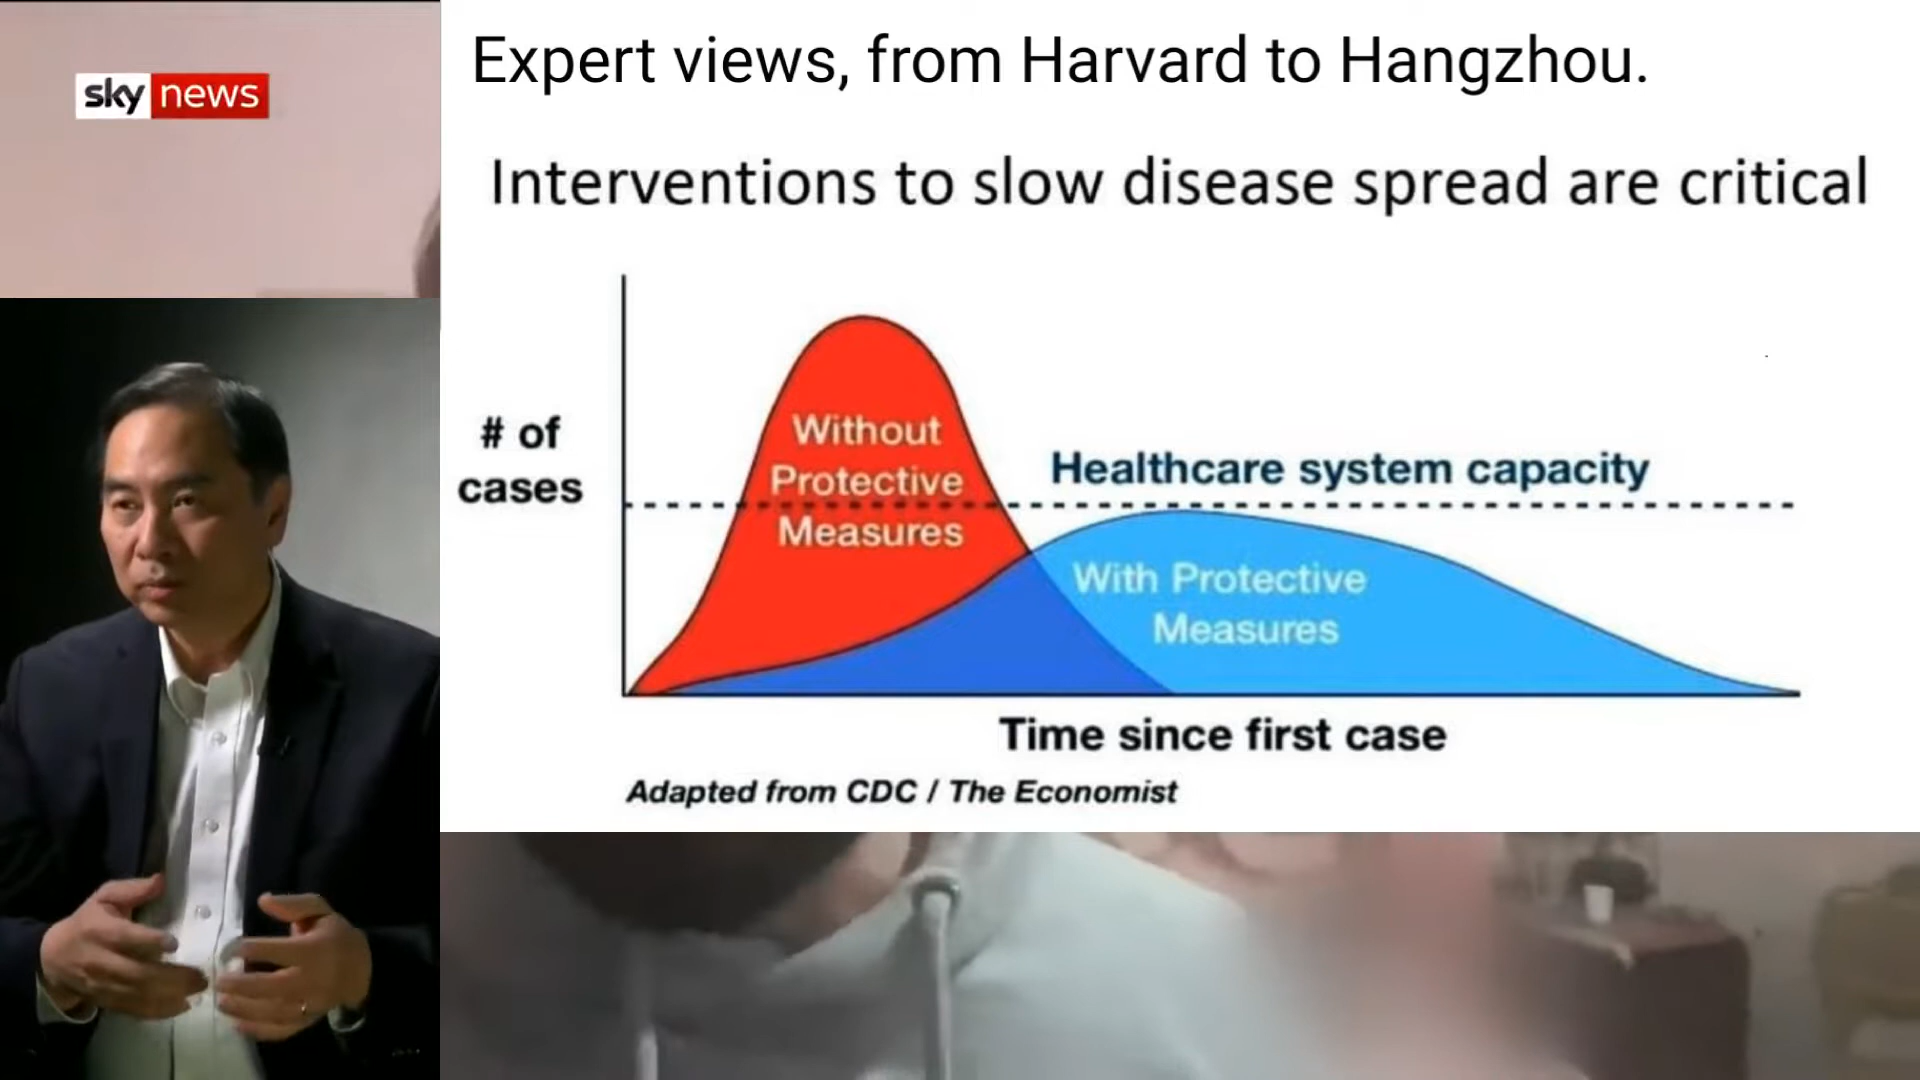 sky news
Expert views, from Harvard to Hangzhou.
Interventions to slow disease spread are critical
# of
cases
Without
Protective
Measures
Healthcare system capacity
With Protective
Measures
Time since first case
Adapted from CDC / The Economist